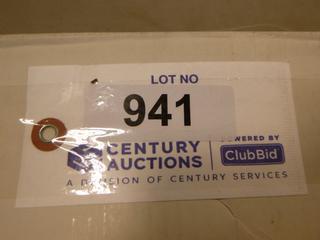 LOT NO
941
CENTURY AUCTIONS
POWERED BY
ClubBid
A DIVISION OF CENTURY SERVICES